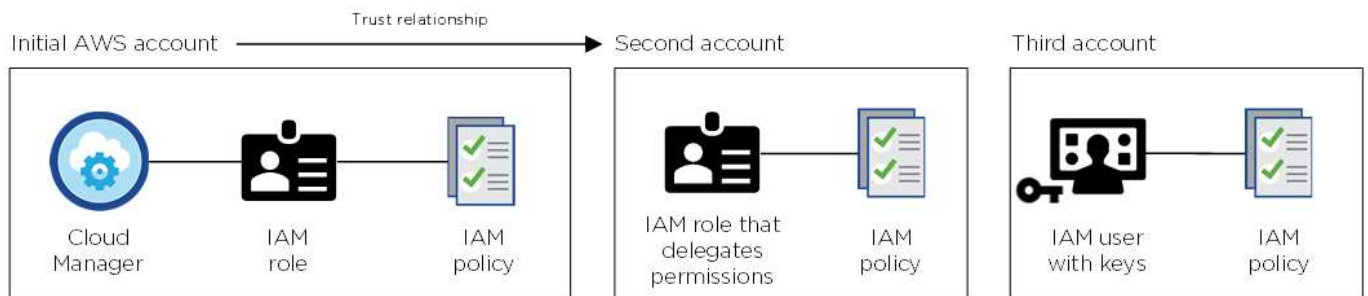 Trust relationship
Initial AWS account
Second account
Third account
Cloud
Manager
IAM
role
IAM
policy
IAM role that
delegates
permissions
IAM
policy
IAM user
with keys
IAM
policy